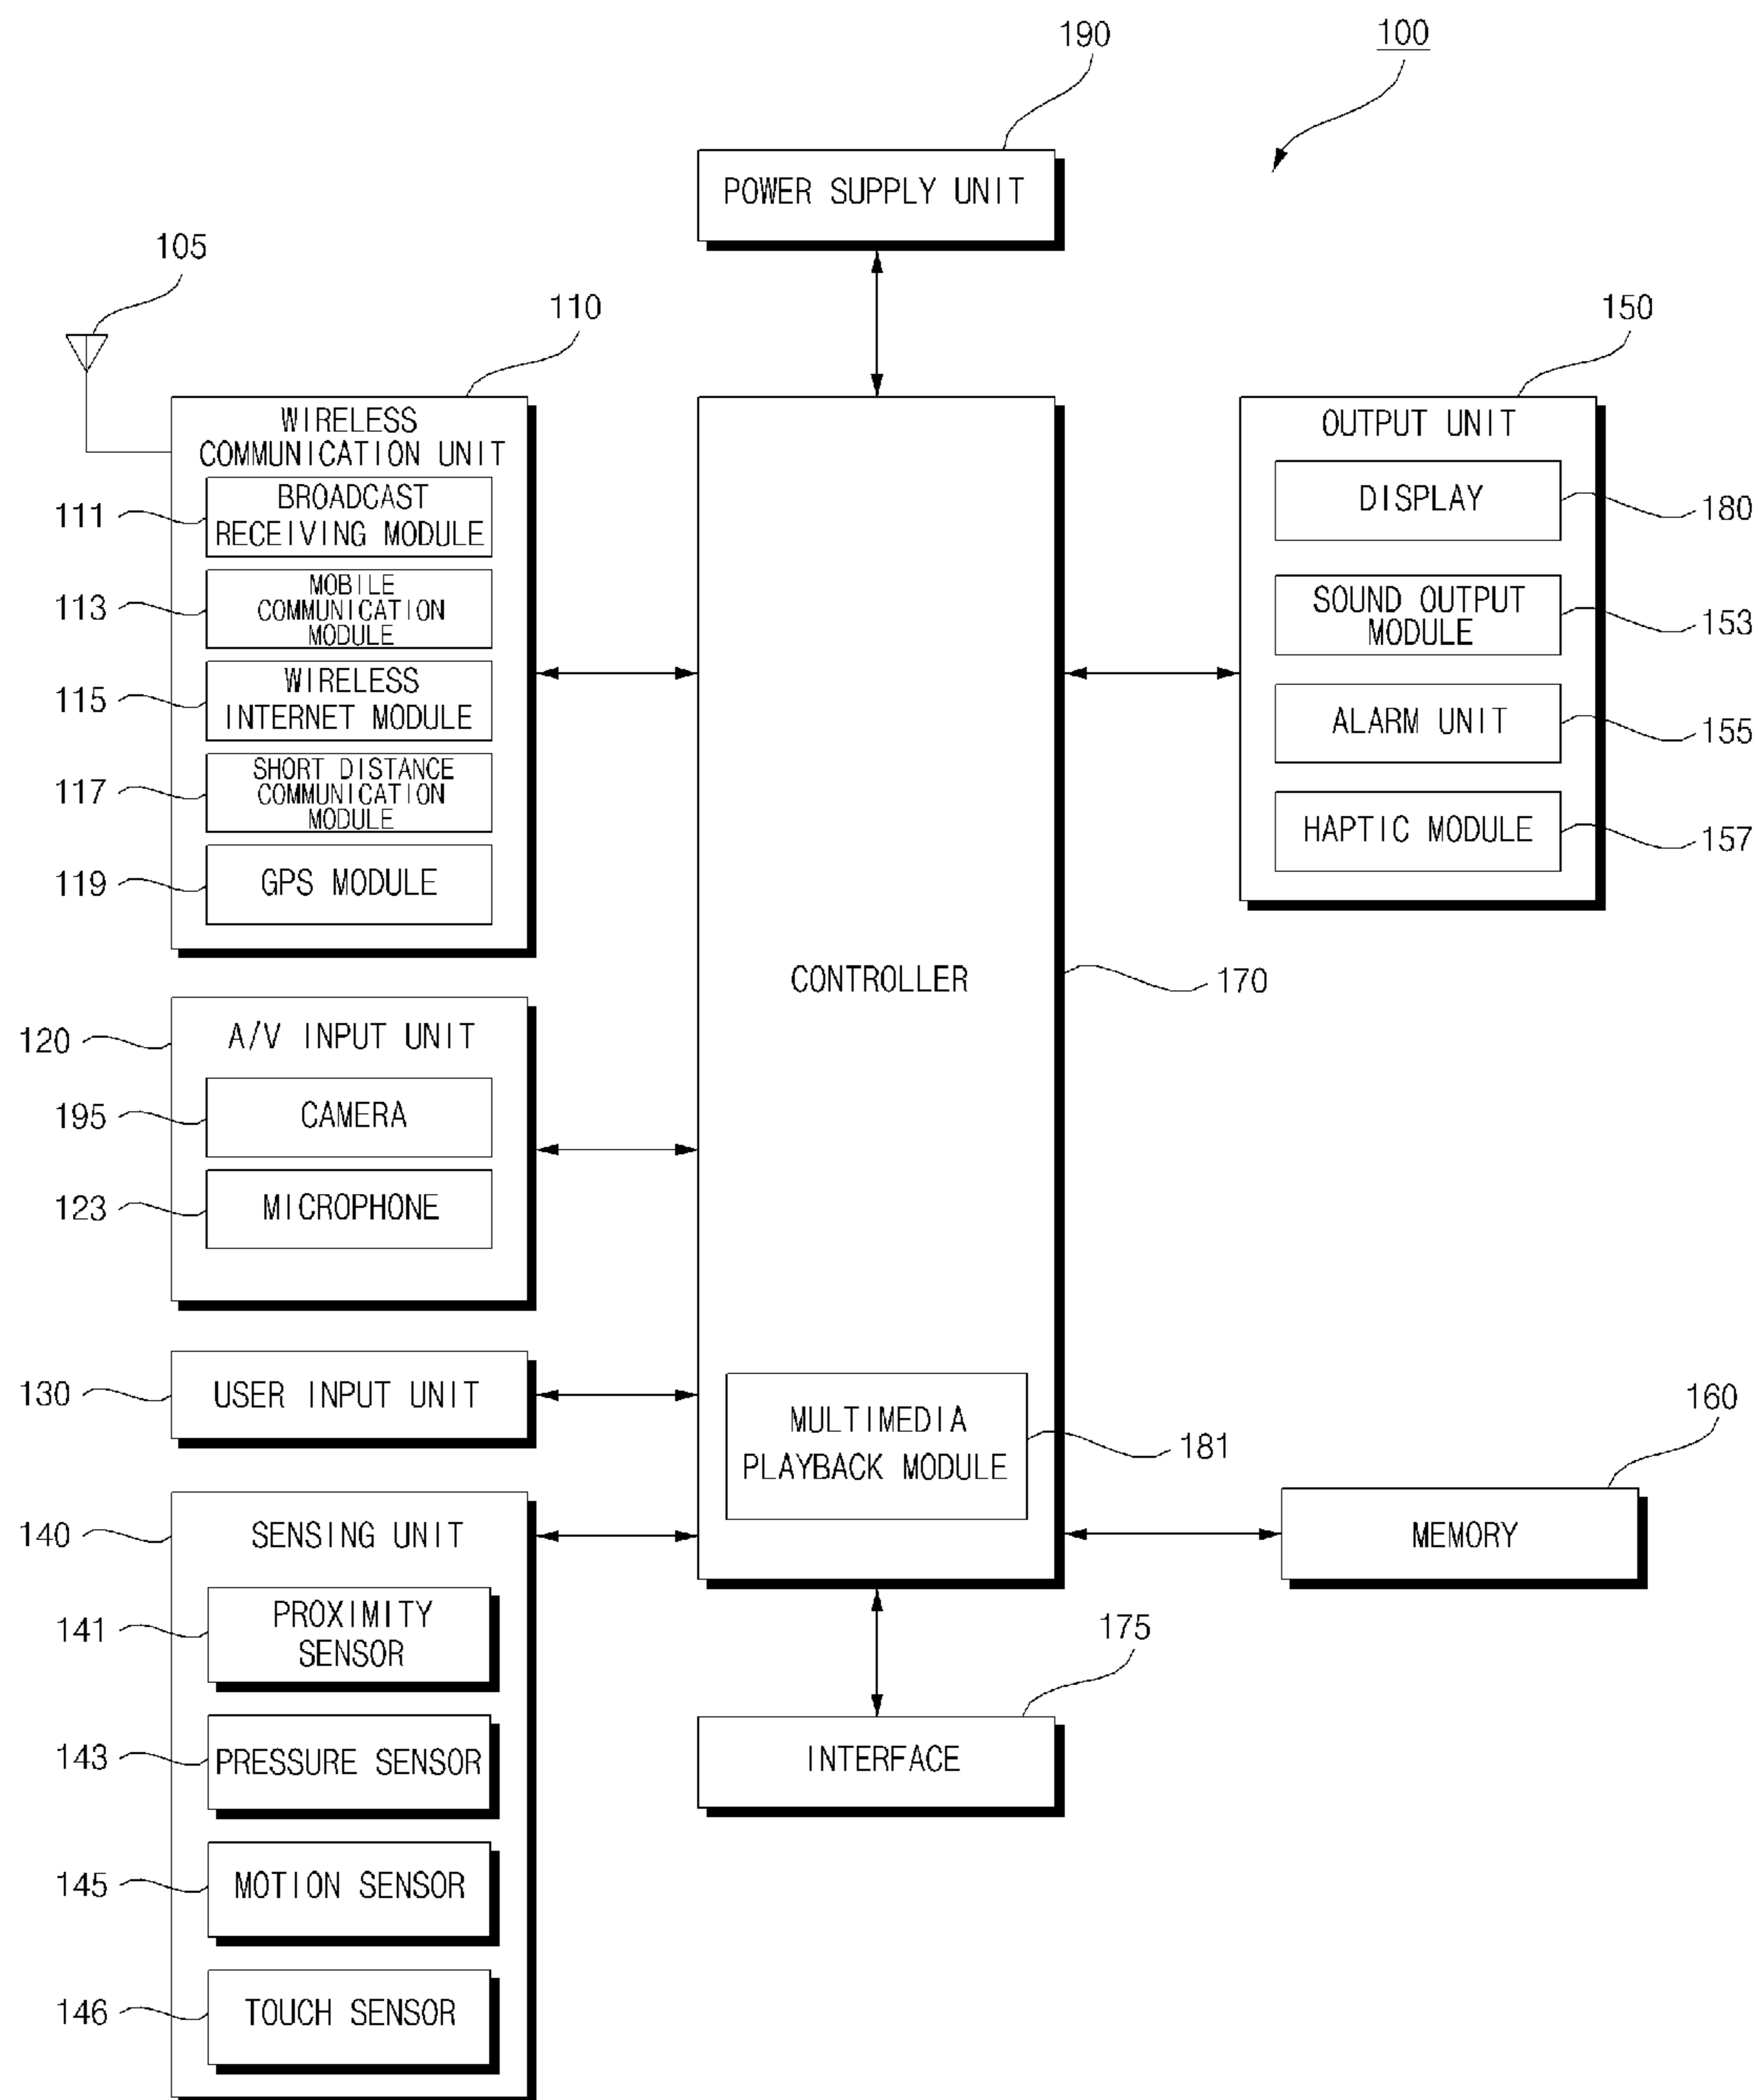 190
100
POWER SUPPLY UNIT
105
110
150
WIRELESS
COMMUNICATION UNIT
111
BROADCAST
RECEIVING MODULE
113
MOBILE
COMMUNICATION
MODULE
115
WIRELESS
INTERNET MODULE
117
SHORT DISTANCE
COMMUNICATION
MODULE
119
GPS MODULE
OUTPUT UNIT
DISPLAY
180
SOUND OUTPUT
MODULE
153
ALARM UNIT
155
HAPTIC MODULE
157
CONTROLLER
170
120
A/V INPUT UNIT
195
CAMERA
123
MICROPHONE
130
USER INPUT UNIT
MULTIMEDIA
PLAYBACK MODULE
181
160
MEMORY
140
SENSING UNIT
141
PROXIMITY
SENSOR
143
PRESSURE SENSOR
145
MOTION SENSOR
146
TOUCH SENSOR
175
INTERFACE